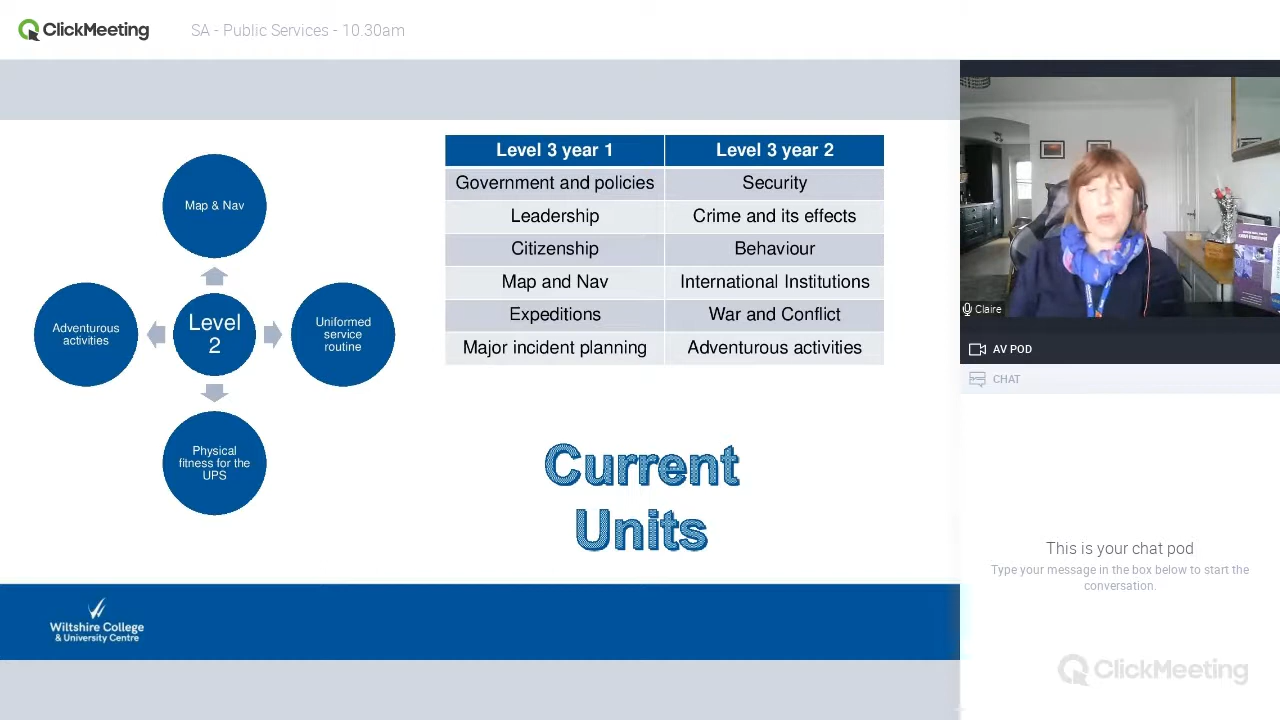 ClickMeeting
SA - Public Services - 10.30am
Map & Nav
Adventurous
activities
Level
2
Uniformed
service
routine
Physical
fitness for the
UPS
Level 3 year 1 Level 3 year 2
Government and policies Security
Leadership Crime and its effects
Citizenship Behaviour
Map and Nav International Institutions
Expeditions War and Conflict
Major incident planning Adventurous activities
Current
Units
Wiltshire College
& University Centre
Claire
AV POD
CHAT
This is your chat pod
Type your message in the box below to start the
conversation.
ClickMeeting